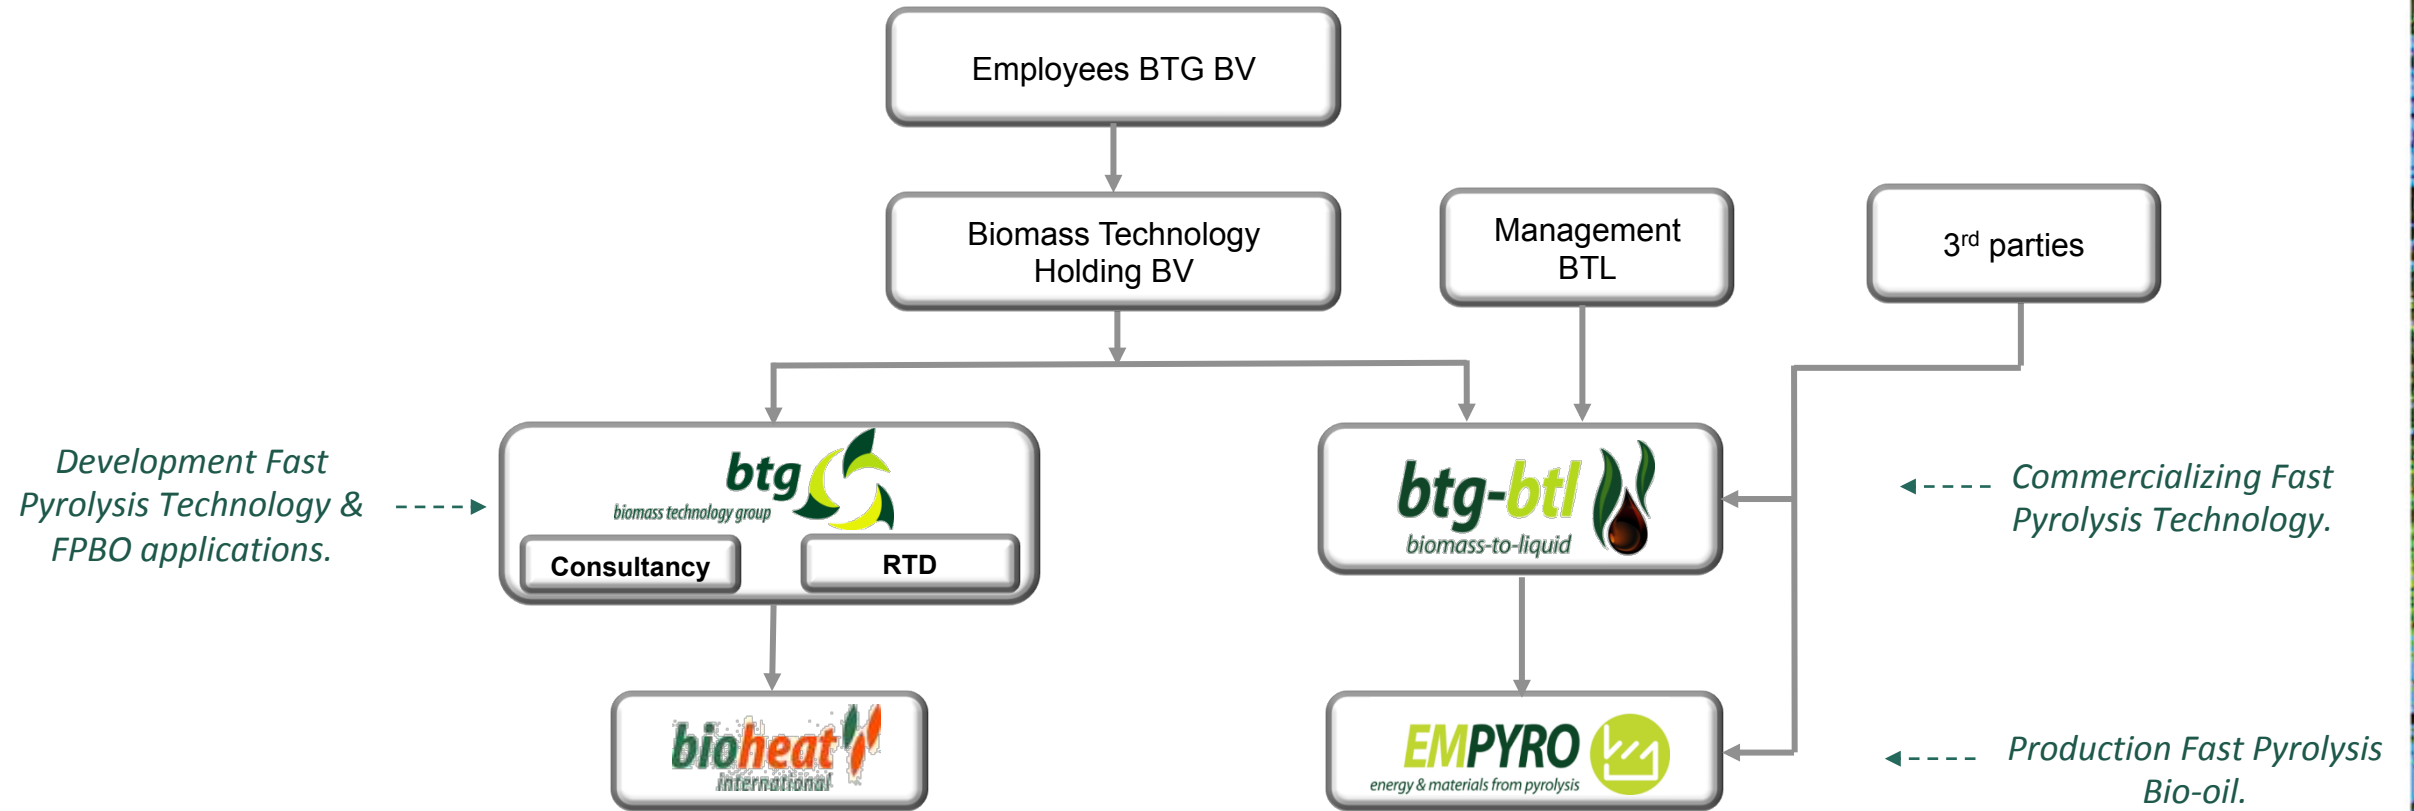 Employees BTG BV
Biomass Technology
Holding BV
Management
BTL
3rd parties
Development Fast
Pyrolysis Technology &
FPBO applications.
btg
biomass technology group
Consultancy
RTD
btg-btl
biomass-to-liquid
Commercializing Fast
Pyrolysis Technology.
bioheat
international
EMPYRO
energy & materials from pyrolysis
Production Fast Pyrolysis
Bio-oil.